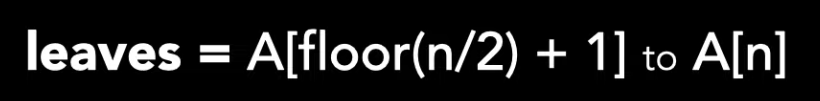 leaves = A[floor(n/2) + 1] to A[n]